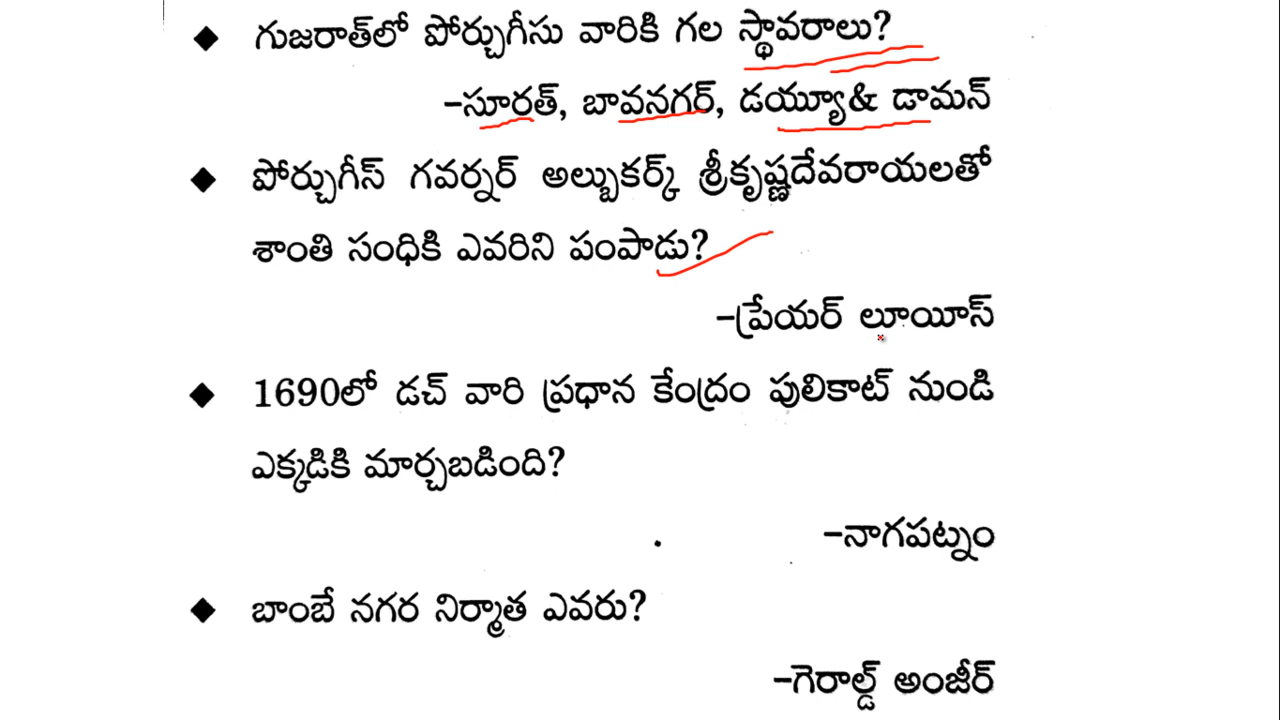 ◆ గుజరాత్‌లో పోర్చుగీసు వారికి గల స్థావరాలు?
-సూరత్, బావనగర్, డయ్యూ& డామన్
◆ పోర్చుగీస్ గవర్నర్ అల్బుకర్క్ శ్రీకృష్ణదేవరాయలతో
శాంతి సంధికి ఎవరిని పంపాడు?
-ప్రేయర్ లూయీస్
◆ 1690లో డచ్ వారి ప్రధాన కేంద్రం పులికాట్ నుండి
ఎక్కడికి మార్చబడింది?
-నాగపట్నం
◆ బాంబే నగర నిర్మాత ఎవరు?
-గెరాల్డ్ అంజీర్